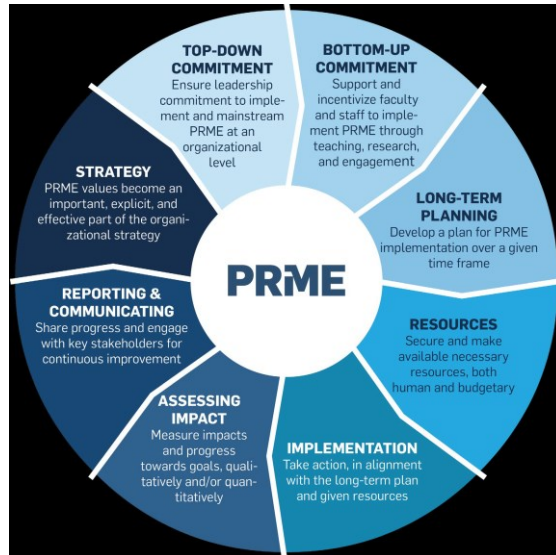 TOP-DOWN
COMMITMENT
Ensure leadership
commitment to imple-
ment and mainstream
PRME at an
organizational
level
BOTTOM-UP
COMMITMENT
Support and
incentivize faculty
and staff to imple-
ment PRME through
teaching, research,
and engagement
LONG-TERM
PLANNING
Develop a plan for PRME
implementation over a given
time frame
RESOURCES
Secure and make
available necessary
resources, both
human and budgetary
IMPLEMENTATION
Take action, in alignment
with the long-term plan
and given resources
ASSESSING
IMPACT
Measure impacts
and progress
towards goals, quali-
tatively and/or quan-
titatively
REPORTING &
COMMUNICATING
Share progress and engage
with key stakeholders for
continuous improvement
STRATEGY
PRME values become an
important, explicit, and
effective part of the organi-
zational strategy
PRME